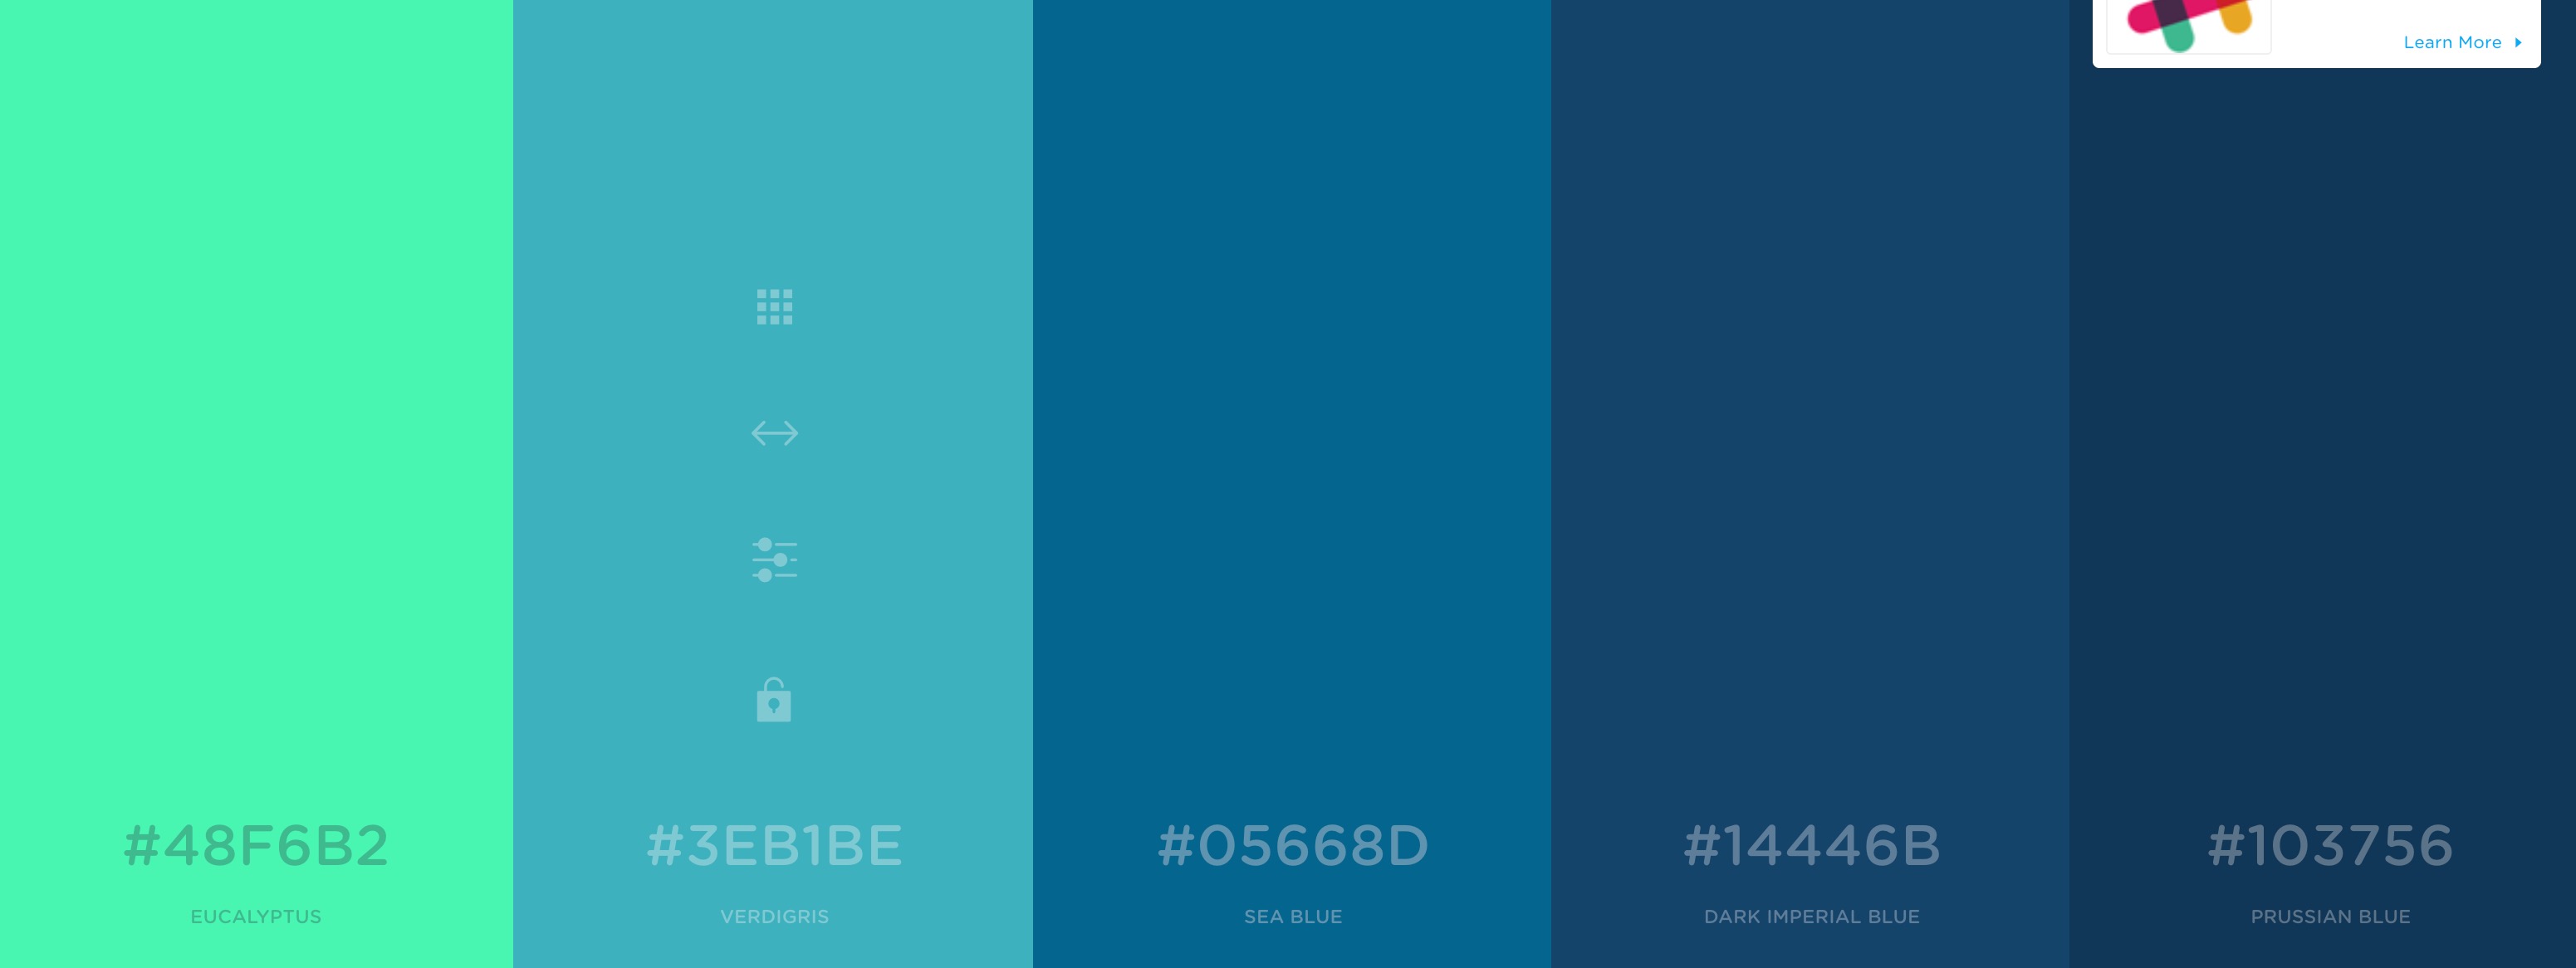 Learn More
#48F6B2
EUCALYPTUS
#3EB1BE
VERDIGRIS
#05668D
SEA BLUE
#14446B
DARK IMPERIAL BLUE
#103756
PRUSSIAN BLUE